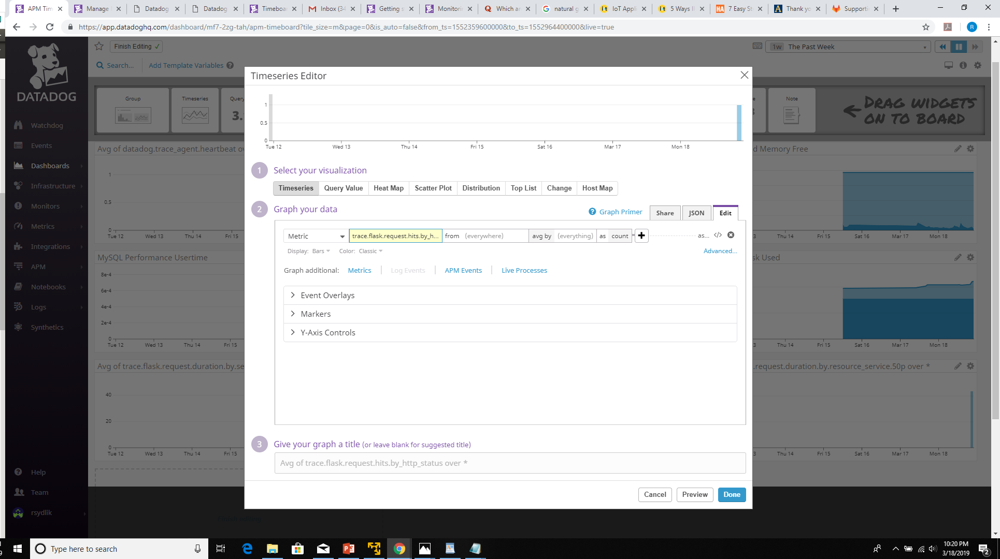 APM Tim
Manage
Datadog
Datadog
Timeboar
Inbox (34
Getting s
Monitorin
Which ar
natural g
IoT Appli
5 Ways II
7 Easy St
Thank yo
Supporti
https://app.datadoghq.com/dashboard/mf7-2zg-tah/apm-timeboard?tile_size=m&page=0&is_auto=false&from_ts=1552359600000&to_ts=1552964400000&live=true
DATADOG
Watchdog
Events
Dashboards
Infrastructure
Monitors
Metrics
Integrations
APM
Notebooks
Logs
Synthetics
Help
Team
rsydlik
Finish Editing ✓
1w The Past Week
Search...
Add Template Variables
Group
Timeseries
Query
3.
Note
DRAG WIDGETS
ON TO BOARD
Avg of datadog.trace_agent.heartbeat ov
1
0.5
0
Tue 12 Wed 13 Thu 14 Fri 15
MySQL Performance Usertime
8e-4
6e-4
4e-4
2e-4
0
Tue 12 Wed 13 Thu 14 Fri 15
Avg of trace.flask.request.duration.by.se
40
20
0
Tue 12 Wed 13 Thu 14 Fri 15
Finish editing
d Memory Free
3 Thu 14 Fri 15 Sat 16 Mar 17 Mon 18
sk Used
3 Thu 14 Fri 15 Sat 16 Mar 17 Mon 18
.request.duration.by.resource_service.50p over *
3 Thu 14 Fri 15 Sat 16 Mar 17 Mon 18
Timeseries Editor
1
0.5
0
Tue 12 Wed 13 Thu 14 Fri 15 Sat 16 Mar 17 Mon 18
1 Select your visualization
Timeseries Query Value Heat Map Scatter Plot Distribution Top List Change Host Map
2 Graph your data
Graph Primer Share JSON Edit
Metric trace.flask.request.hits.by_h... from (everywhere) avg by (everything) as count as... </>
Display: Bars Color: Classic Advanced...
Graph additional: Metrics Log Events APM Events Live Processes
Event Overlays
Markers
Y-Axis Controls
3 Give your graph a title (or leave blank for suggested title)
Avg of trace.flask.request.hits.by_http_status over *
Cancel Preview Done
Type here to search
10:20 PM
3/18/2019
2